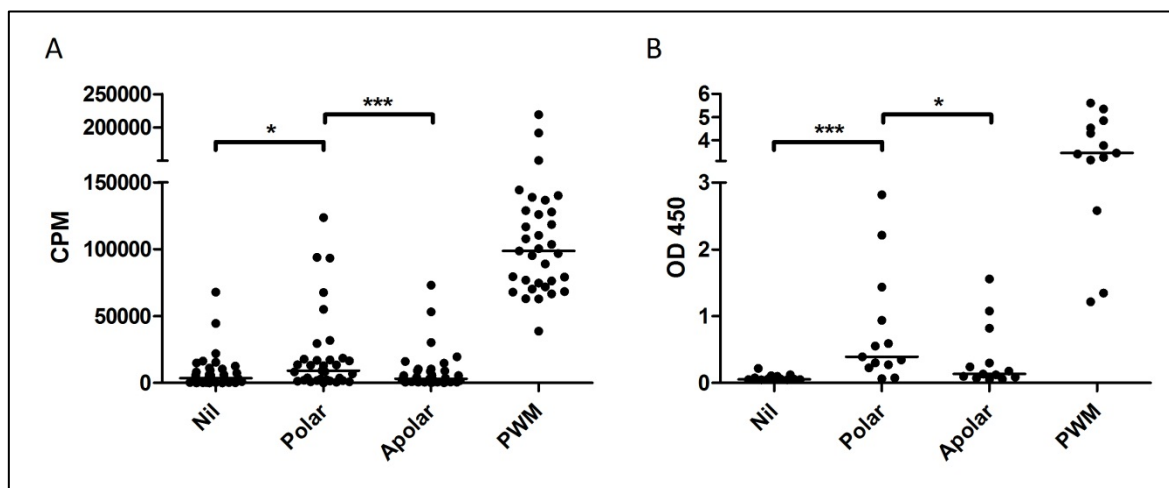 A
CPM
250000
200000
150000
100000
50000
0
*
***
Nil
Polar
Apolar
PWM
B
OD 450
6
5
4
3
2
1
0
***
*
Nil
Polar
Apolar
PWM